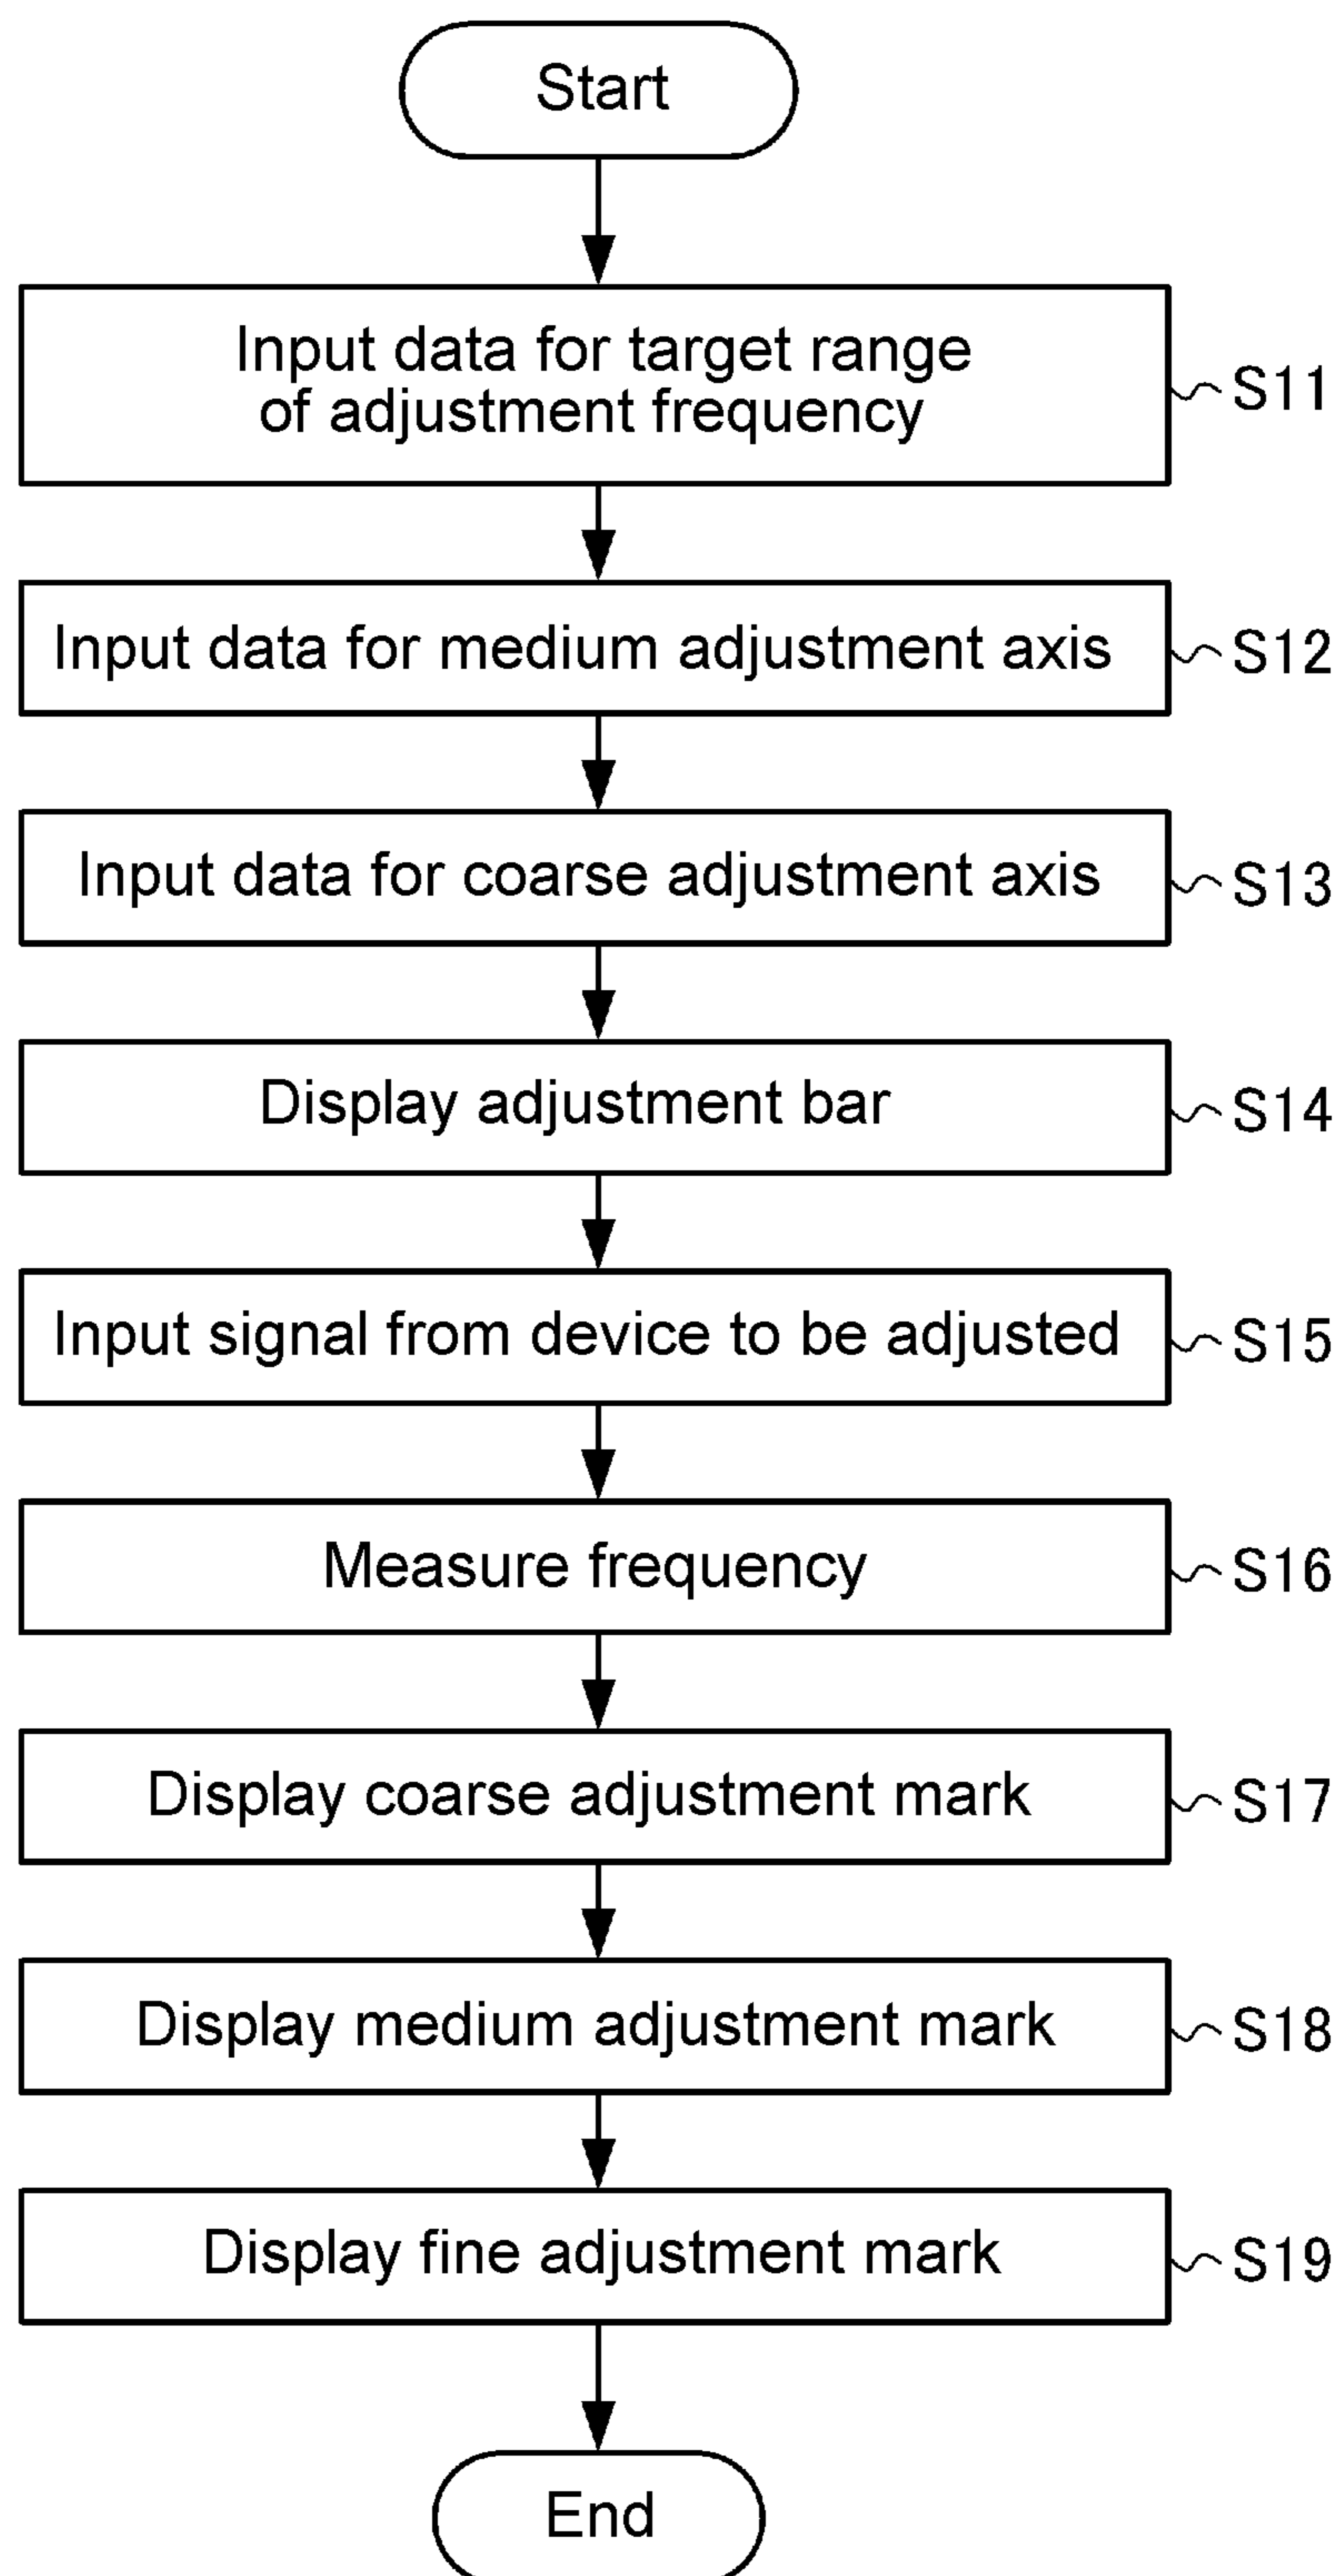 Start
Input data for target range
of adjustment frequency
S11
Input data for medium adjustment axis
S12
Input data for coarse adjustment axis
S13
Display adjustment bar
S14
Input signal from device to be adjusted
S15
Measure frequency
S16
Display coarse adjustment mark
S17
Display medium adjustment mark
S18
Display fine adjustment mark
S19
End